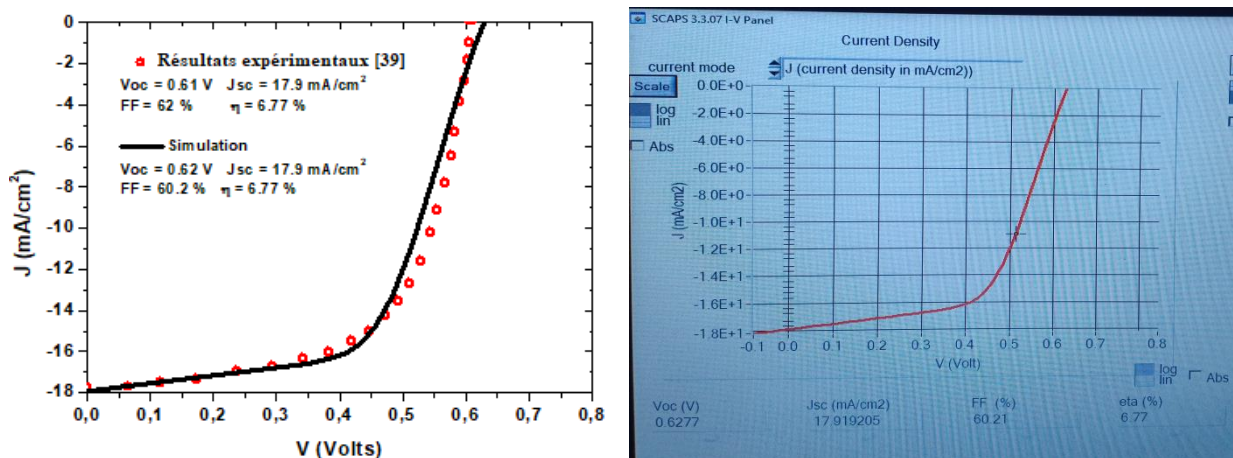 0
-2
-4
-6
-8
-10
-12
-14
-16
-18
J (mA/cm²)
Résultats expérimentaux [39]
Voc = 0.61 V Jsc = 17.9 mA/cm²
FF = 62 % η = 6.77 %
Simulation
Voc = 0.62 V Jsc = 17.9 mA/cm²
FF = 60.2 % η = 6.77 %
0,0 0,1 0,2 0,3 0,4 0,5 0,6 0,7 0,8
V (Volts)
SCAPS 3.3.07 I-V Panel
Current Density
current mode
J (current density in mA/cm2))
Scale
log
lin
Abs
0.0E+0
-2.0E+0
-4.0E+0
-6.0E+0
-8.0E+0
-1.0E+1
-1.2E+1
-1.4E+1
-1.6E+1
-1.8E+1
J (mA/cm2)
-0.1 0.0 0.1 0.2 0.3 0.4 0.5 0.6 0.7 0.8
V (Volt)
log
lin
Abs
Voc (V) Jsc (mA/cm2) FF (%) eta (%)
0.6277 17.919205 60.21 6.77